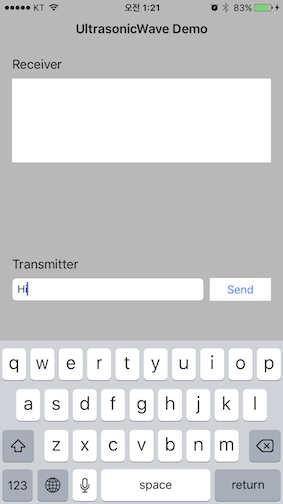 KT 오전 1:21 83%
UltrasonicWave Demo
Receiver
Transmitter
Hi Send
q w e r t y u i o p
a s d f g h j k l
z x c v b n m
123 space return